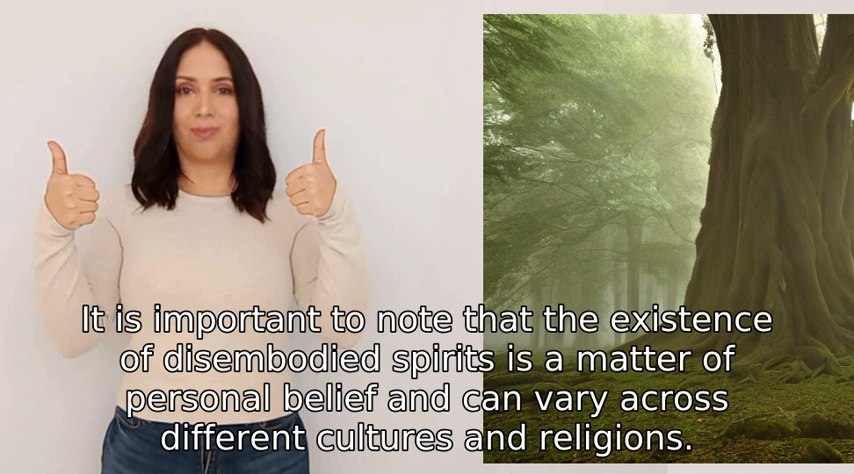 It is important to note that the existence
of disembodied spirits is a matter of
personal belief and can vary across
different cultures and religions.